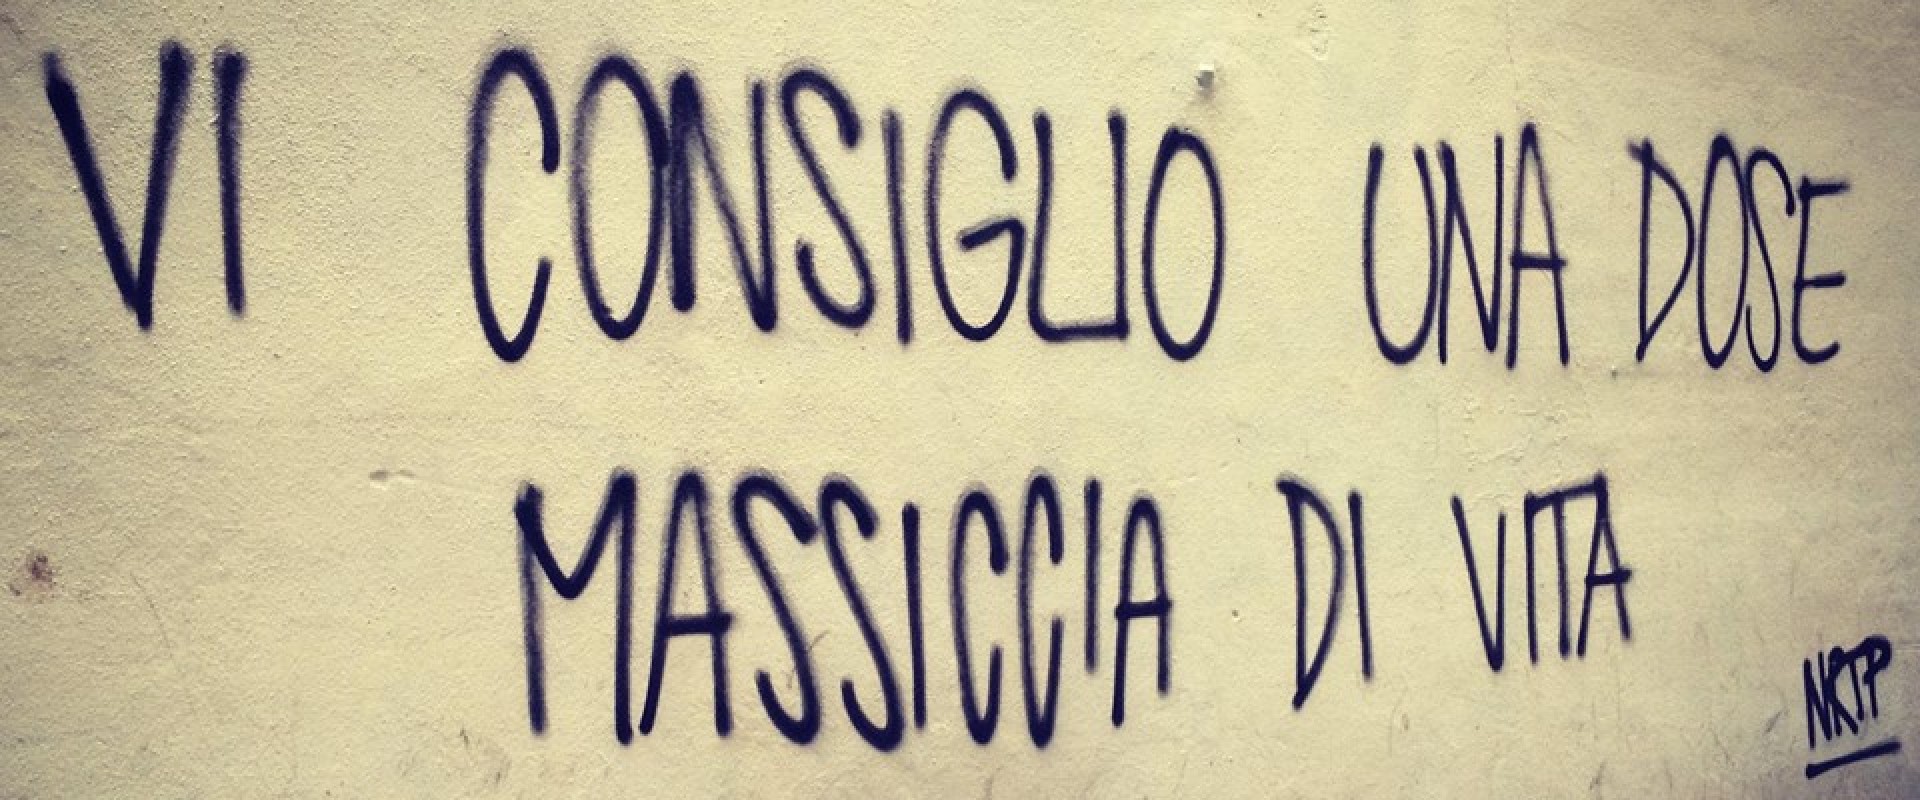 VI CONSIGLIO UNA DOSE
MASSICCIA DI VITA
NRTP